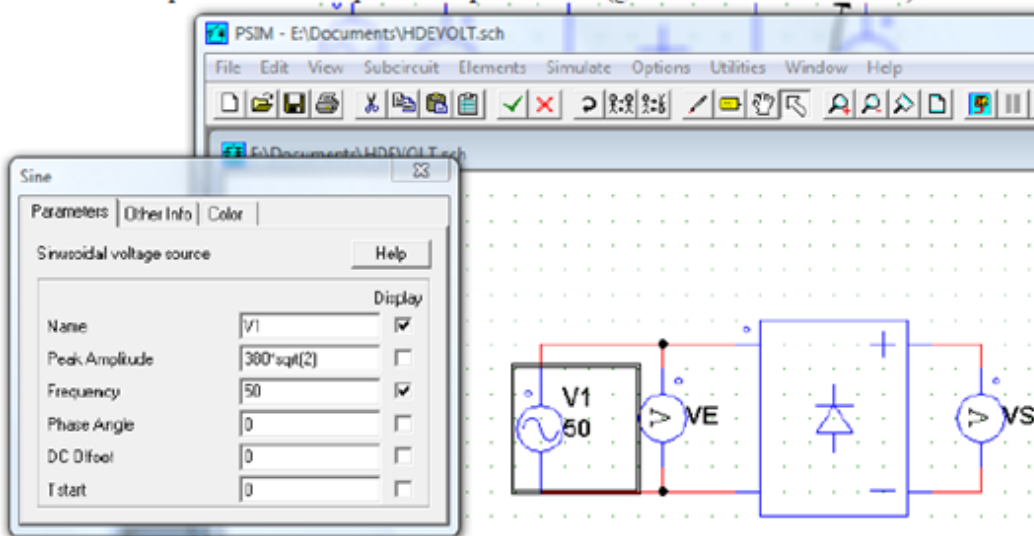 PSIM - E:\Documents\HDEVOLT.sch
File Edit View Subcircuit Elements Simulate Options Utilities Window Help
E:\Documents\HDEVOLT.sch
Sine
Parameters Other Info Color
Sinusoidal voltage source Help
Display
Name V1
Peak Amplitude 380*sqrt(2)
Frequency 50
Phase Angle 0
DC Offset 0
Tstart 0
V1
50
V
VE
V
VS